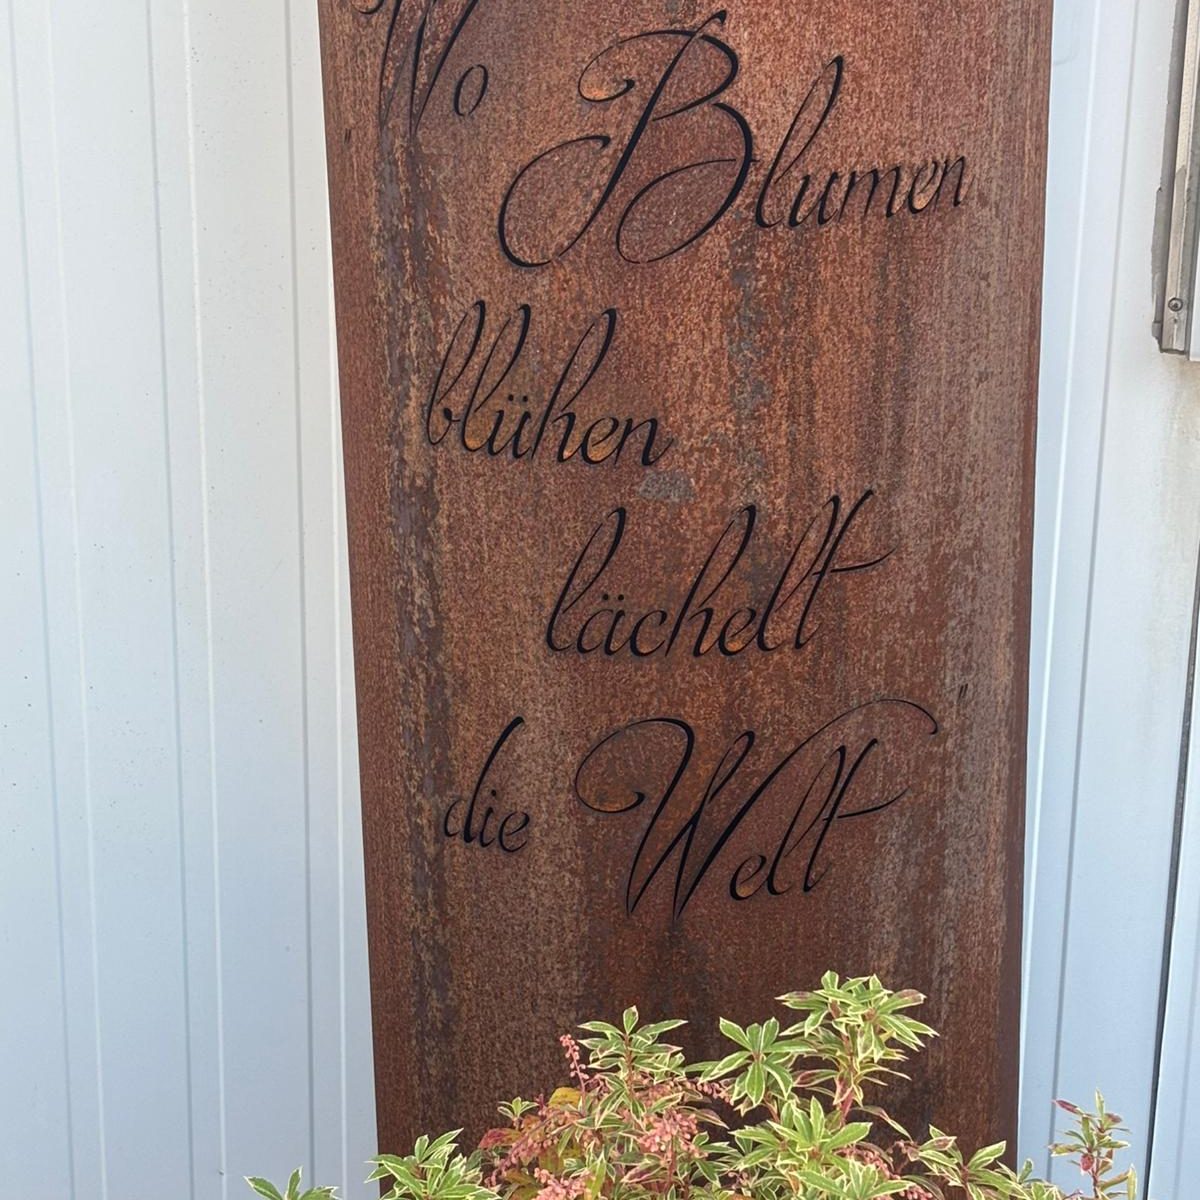 "Wo Blumen
blühen
lächelt
die Welt"